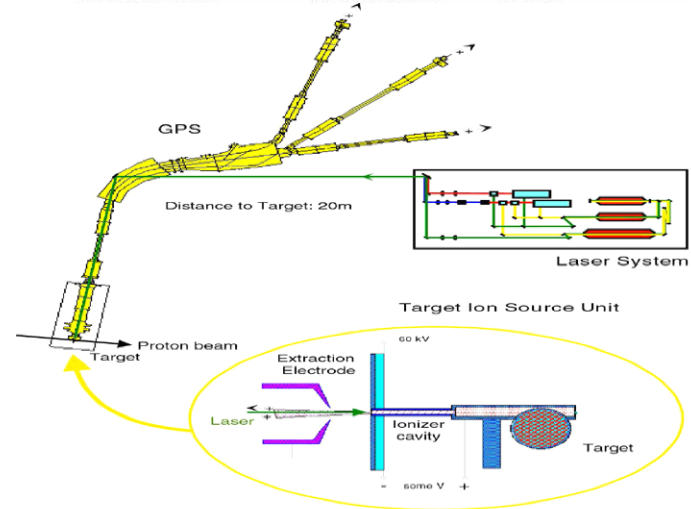 GPS
Distance to Target: 20m
Laser System
Proton beam
Target
Target Ion Source Unit
60 kV
Extraction
Electrode
Laser
Ionizer
cavity
Target
- some V +